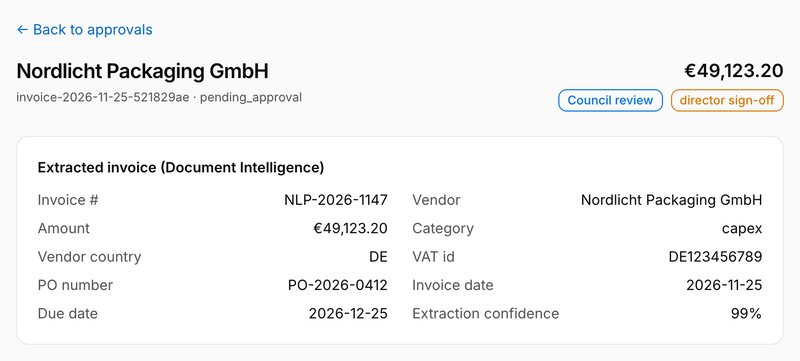 ← Back to approvals
Nordlicht Packaging GmbH €49,123.20
invoice-2026-11-25-521829ae · pending_approval Council review director sign-off
Extracted invoice (Document Intelligence)
Invoice # NLP-2026-1147 Vendor Nordlicht Packaging GmbH
Amount €49,123.20 Category capex
Vendor country DE VAT id DE123456789
PO number PO-2026-0412 Invoice date 2026-11-25
Due date 2026-12-25 Extraction confidence 99%